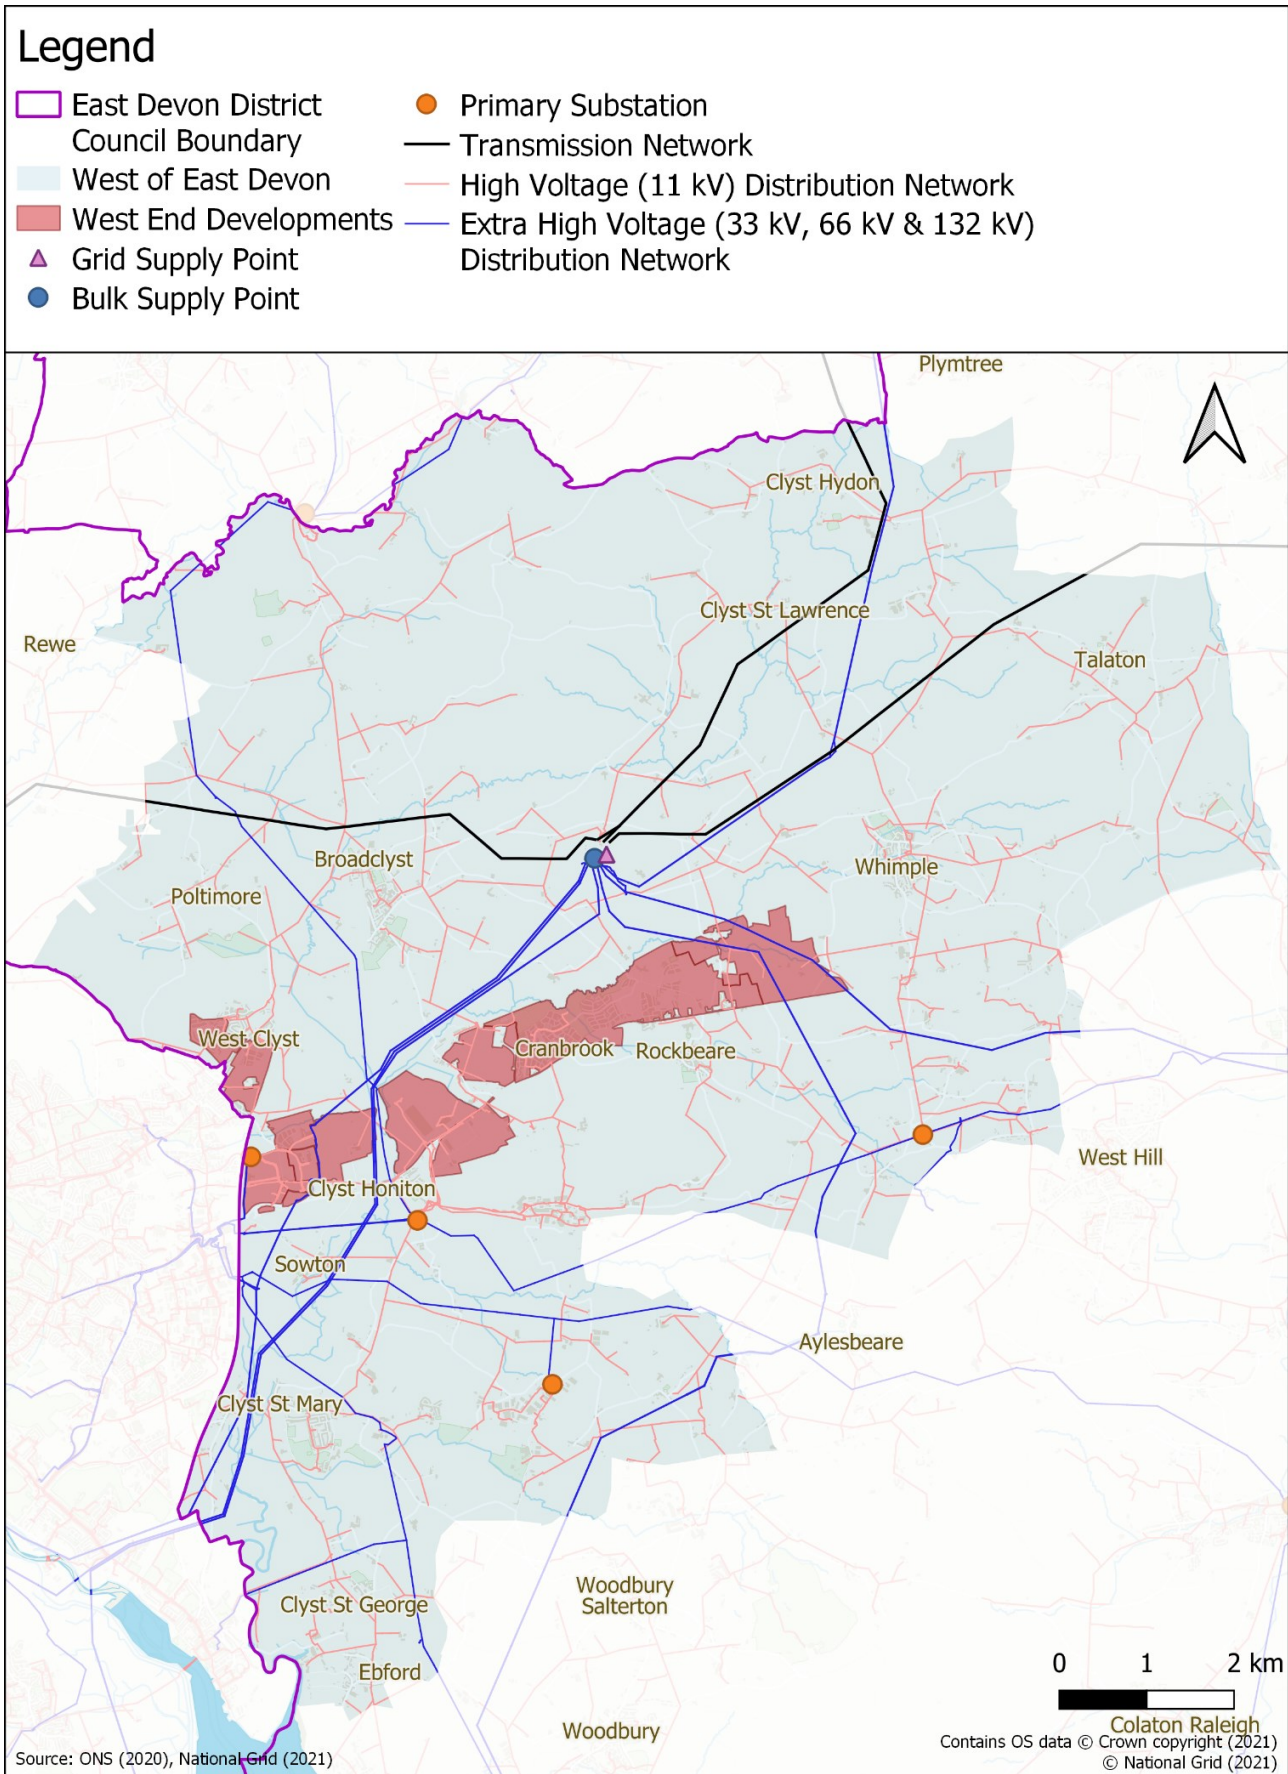 Legend
East Devon District
Council Boundary
West of East Devon
West End Developments
Grid Supply Point
Bulk Supply Point
Primary Substation
Transmission Network
High Voltage (11 kV) Distribution Network
Extra High Voltage (33 kV, 66 kV & 132 kV)
Distribution Network
Plymtree
Clyst Hydon
Clyst St Lawrence
Rewe
Talaton
Broadclyst
Whimple
Poltimore
West Clyst
Cranbrook
Rockbeare
West Hill
Clyst Honiton
Sowton
Aylesbeare
Clyst St Mary
Woodbury
Salterton
Clyst St George
Ebford
Woodbury
0 1 2 km
Colaton Raleigh
Source: ONS (2020), National Grid (2021)
Contains OS data © Crown copyright (2021)
© National Grid (2021)